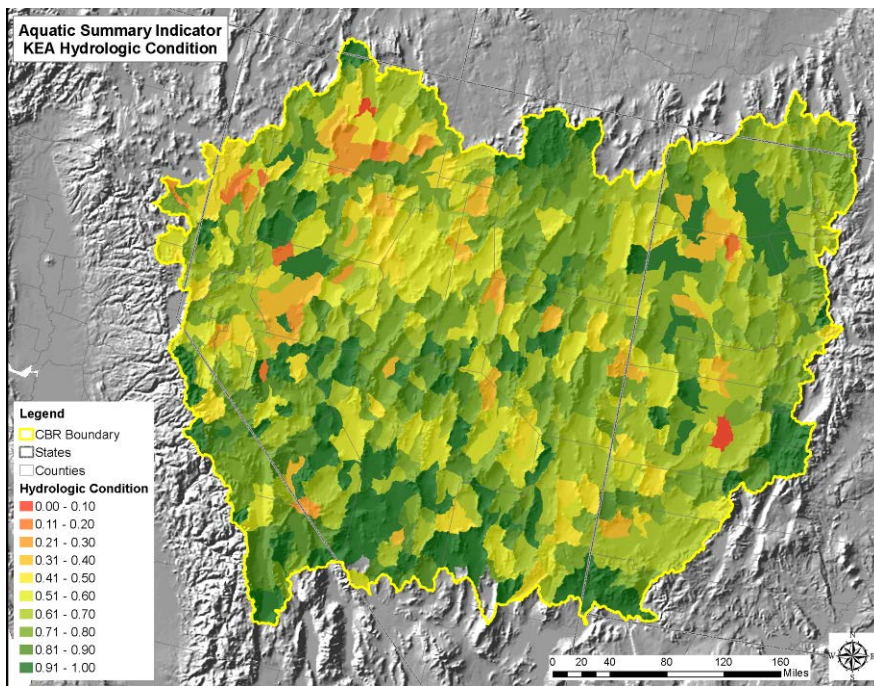 Aquatic Summary Indicator
KEA Hydrologic Condition
Legend
CBR Boundary
States
Counties
Hydrologic Condition
0.00 - 0.10
0.11 - 0.20
0.21 - 0.30
0.31 - 0.40
0.41 - 0.50
0.51 - 0.60
0.61 - 0.70
0.71 - 0.80
0.81 - 0.90
0.91 - 1.00
0 20 40 80 120 160
Miles
N
W E
S